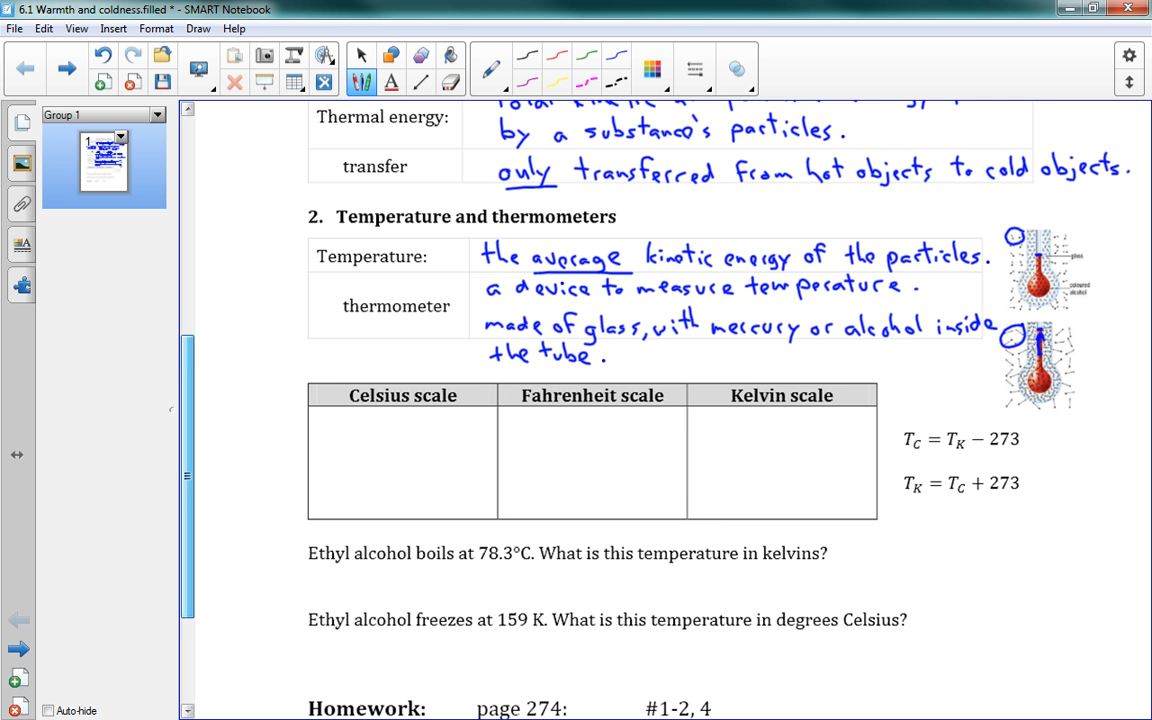 6.1 Warmth and coldness.filled * - SMART Notebook
File Edit View Insert Format Draw Help
Group 1
1
Thermal energy:
by a substance's particles.
transfer
only transferred from hot objects to cold objects.
2. Temperature and thermometers
Temperature:
the average kinetic energy of the particles.
thermometer
a device to measure temperature.
made of glass, with mercury or alcohol inside
the tube.
glass
coloured
alcohol
Celsius scale Fahrenheit scale Kelvin scale
T_C = T_K − 273
T_K = T_C + 273
Ethyl alcohol boils at 78.3°C. What is this temperature in kelvins?
Ethyl alcohol freezes at 159 K. What is this temperature in degrees Celsius?
Homework: page 274: #1-2, 4
Auto-hide